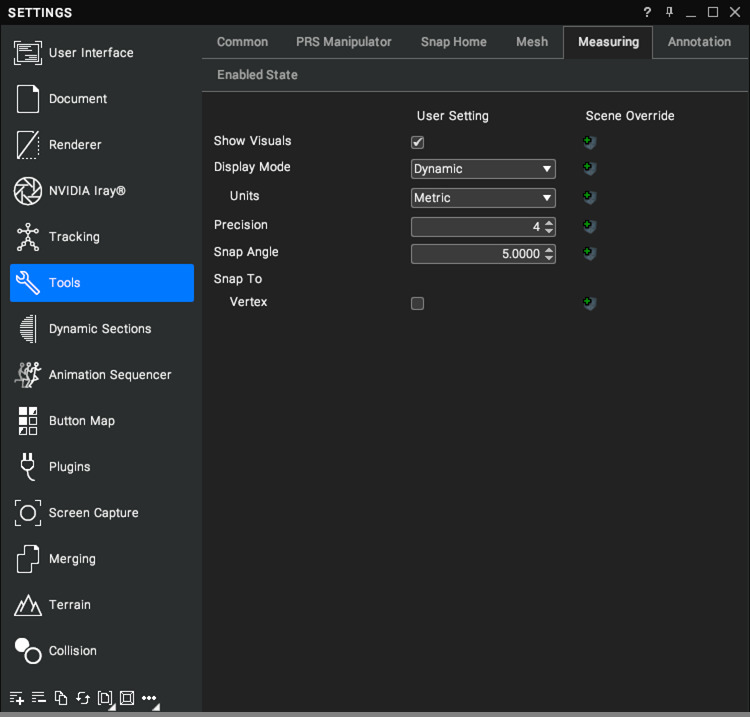 SETTINGS
?
User Interface
Document
Renderer
NVIDIA Iray®
Tracking
Tools
Dynamic Sections
Animation Sequencer
Button Map
Plugins
Screen Capture
Merging
Terrain
Collision
Common PRS Manipulator Snap Home Mesh Measuring Annotation
Enabled State
User Setting Scene Override
Show Visuals
Display Mode Dynamic
Units Metric
Precision 4
Snap Angle 5.0000
Snap To
Vertex